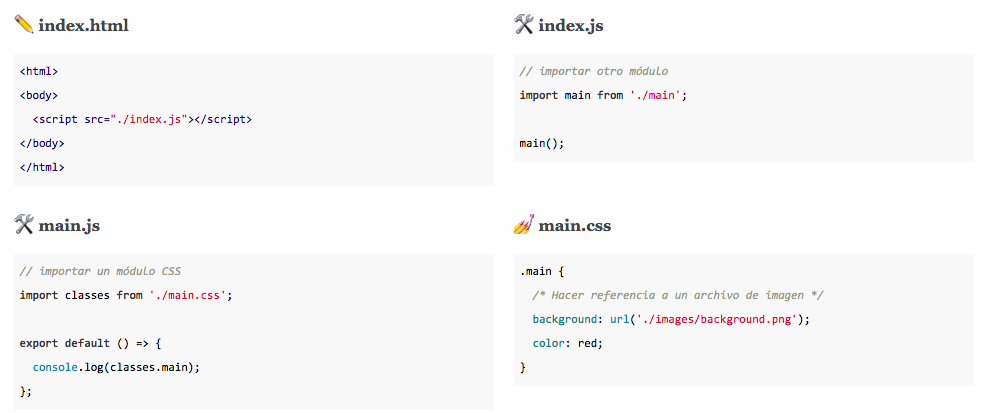 ✏️ index.html
<html>
<body>
  <script src="./index.js"></script>
</body>
</html>
🛠 index.js
// importar otro módulo
import main from './main';

main();
🛠 main.js
// importar un módulo CSS
import classes from './main.css';

export default () => {
  console.log(classes.main);
};
💅 main.css
.main {
  /* Hacer referencia a un archivo de imagen */
  background: url('./images/background.png');
  color: red;
}